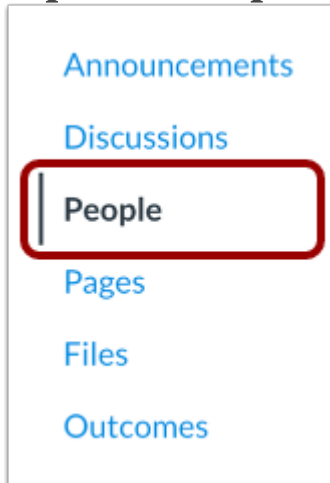 Announcements
Discussions
People
Pages
Files
Outcomes